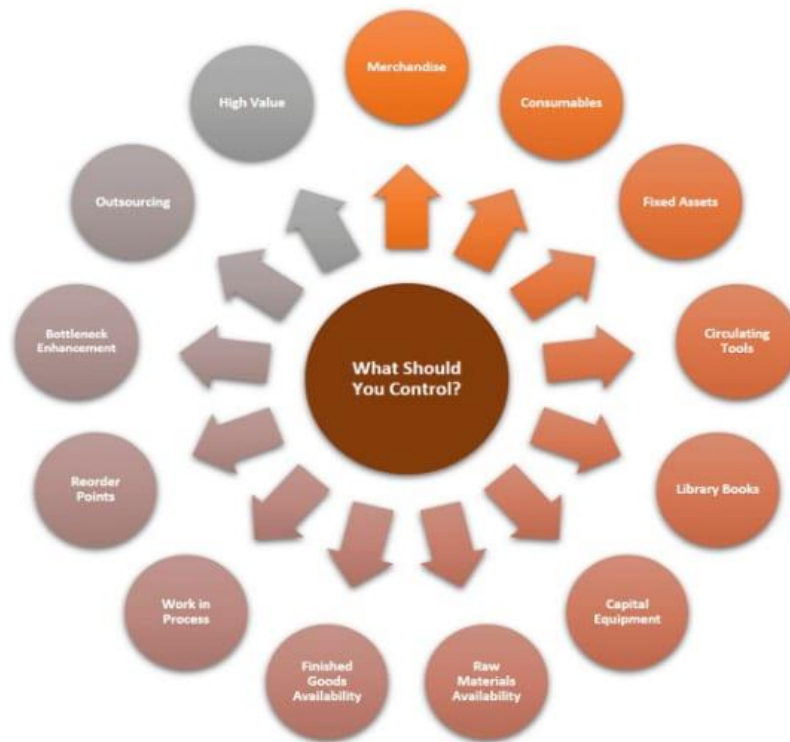 What Should
You Control?
Merchandise
Consumables
Fixed Assets
Circulating
Tools
Library Books
Capital
Equipment
Raw
Materials
Availability
Finished
Goods
Availability
Work in
Process
Reorder
Points
Bottleneck
Enhancement
Outsourcing
High Value